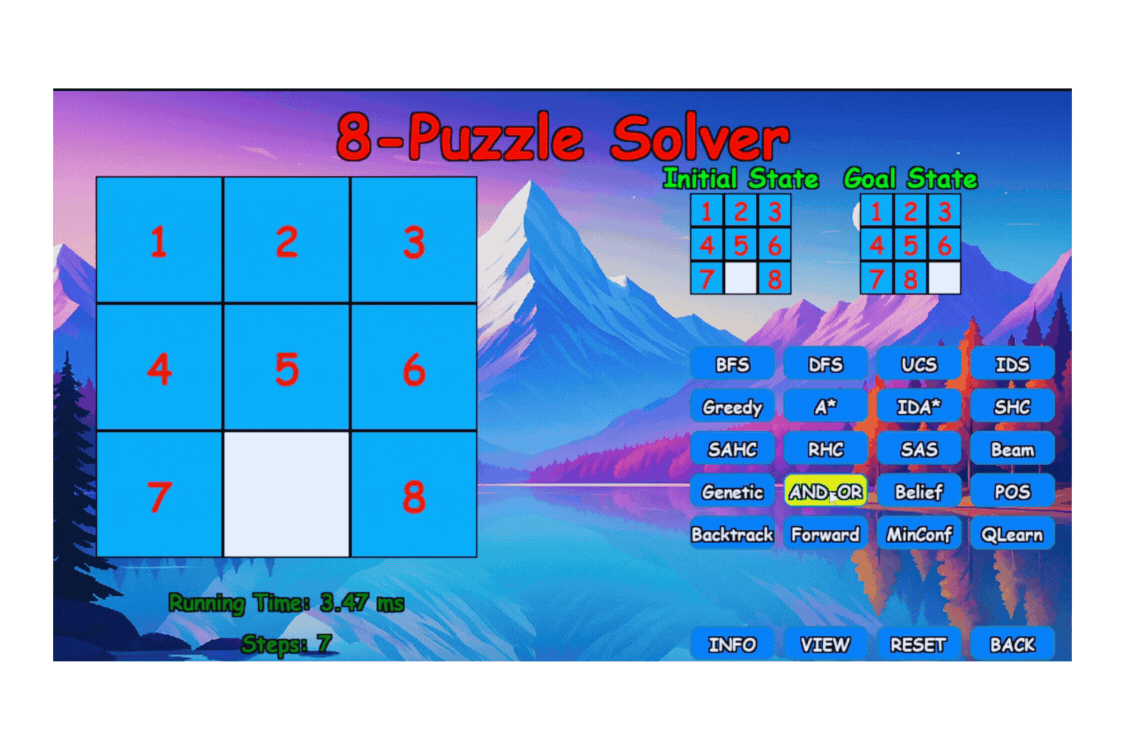 8-Puzzle Solver
Initial State Goal State
1 2 3
4 5 6
7 8
1 2 3
4 5 6
7 8
1 2 3
4 5 6
7 8
BFS DFS UCS IDS
Greedy A* IDA* SHC
SAHC RHC SAS Beam
Genetic AND-OR Belief POS
Backtrack Forward MinConf QLearn
Running Time: 3.47 ms
Steps: 7
INFO VIEW RESET BACK